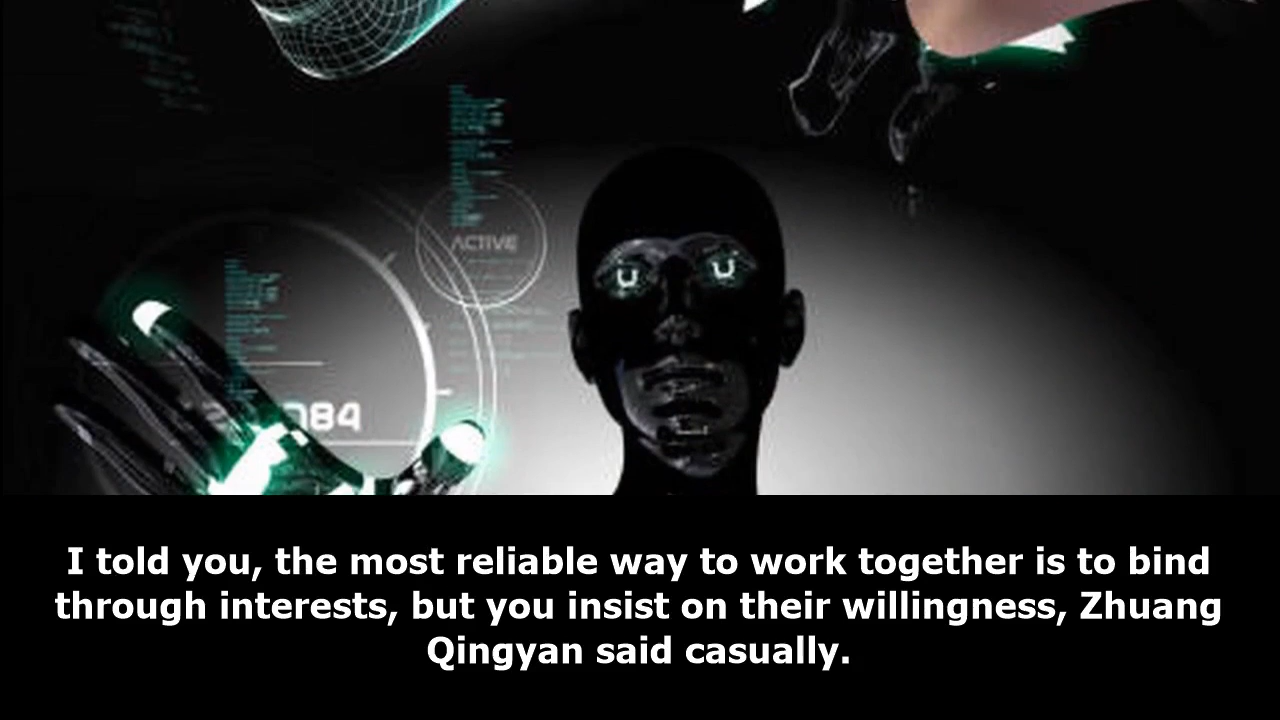 ACTIVE
084
I told you, the most reliable way to work together is to bind
through interests, but you insist on their willingness, Zhuang
Qingyan said casually.